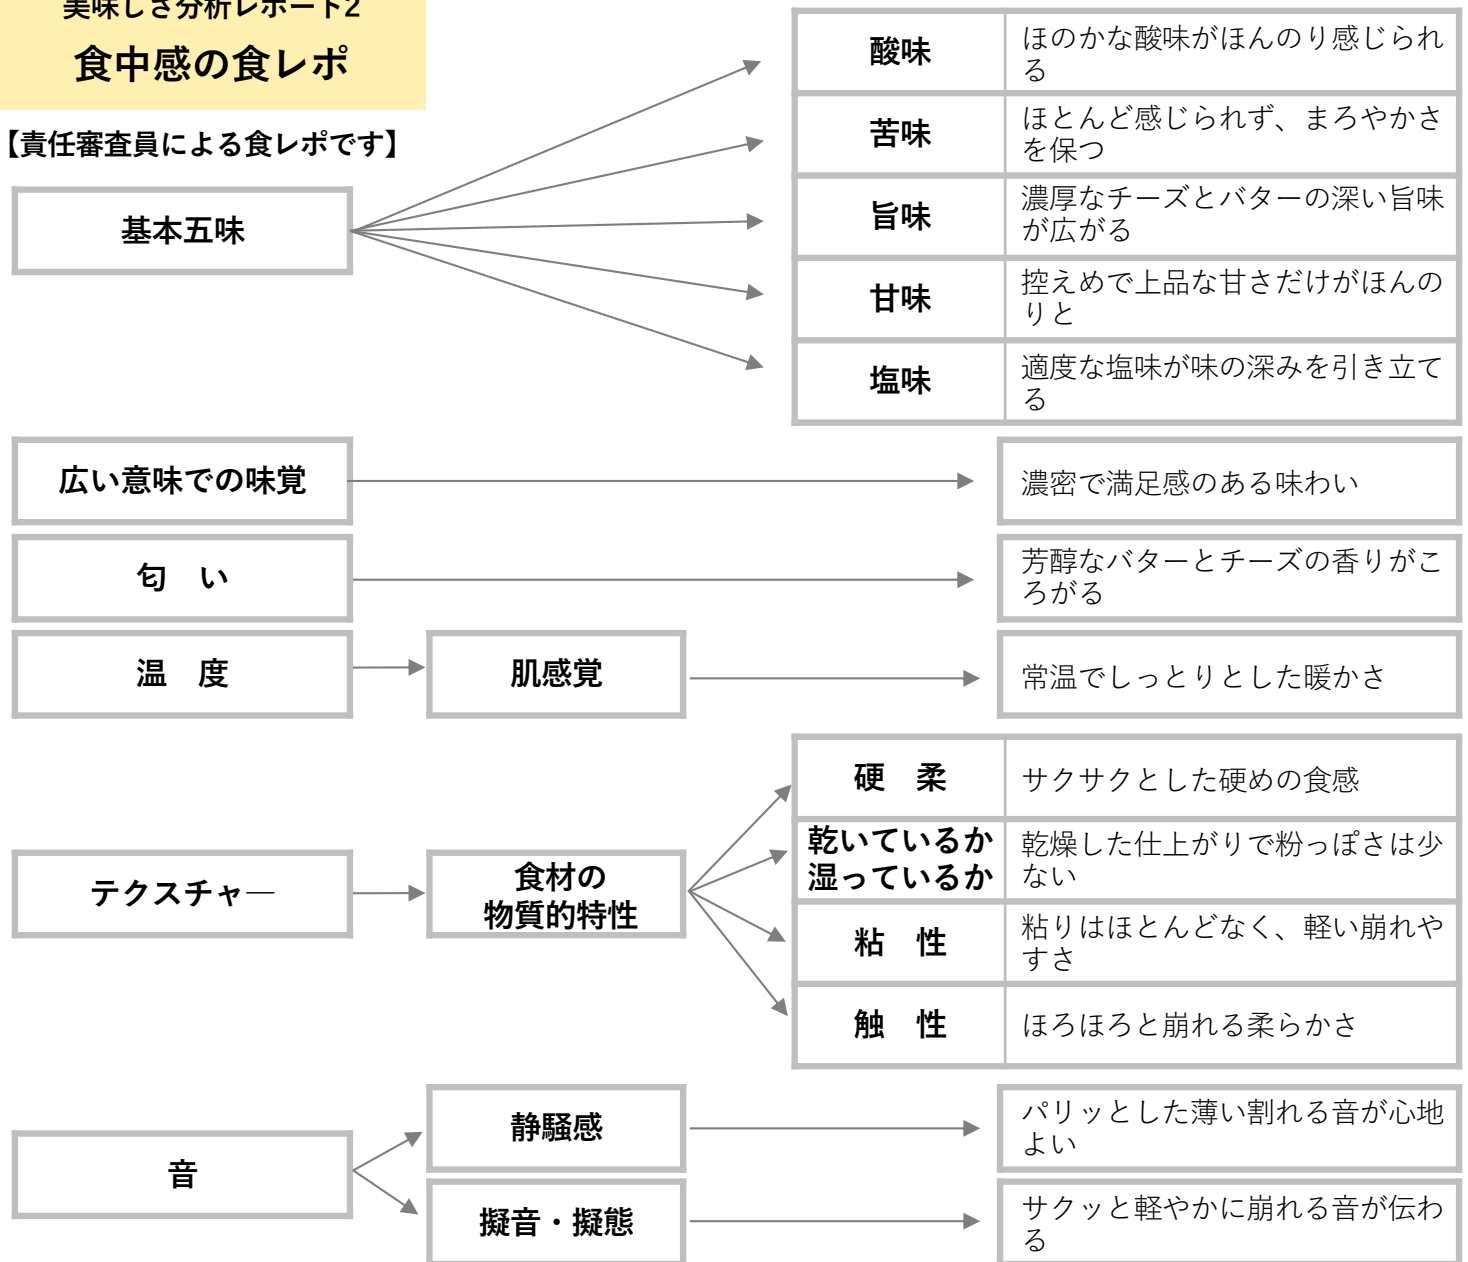 美味しさ分析レポート2
食中感の食レポ
【責任審査員による食レポです】
基本五味
酸味
ほのかな酸味がほんのり感じられ
る
苦味
ほとんど感じられず、まろやかさ
を保つ
旨味
濃厚なチーズとバターの深い旨味
が広がる
甘味
控えめで上品な甘さだけがほんの
りと
塩味
適度な塩味が味の深みを引き立て
る
広い意味での味覚
濃密で満足感のある味わい
匂　い
芳醇なバターとチーズの香りがこ
ろがる
温　度
肌感覚
常温でしっとりとした暖かさ
テクスチャ―
食材の
物質的特性
硬　柔
サクサクとした硬めの食感
乾いているか
湿っているか
乾燥した仕上がりで粉っぽさは少
ない
粘　性
粘りはほとんどなく、軽い崩れや
すさ
触　性
ほろほろと崩れる柔らかさ
音
静騒感
パリッとした薄い割れる音が心地
よい
擬音・擬態
サクッと軽やかに崩れる音が伝わ
る